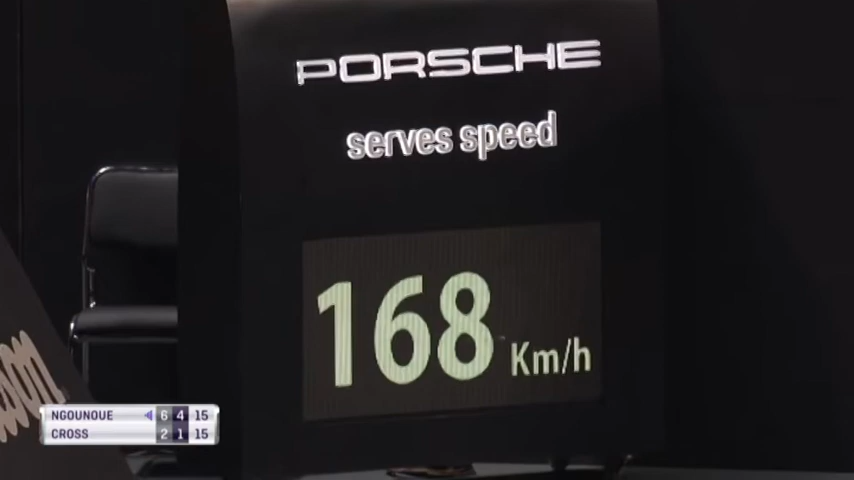 PORSCHE
serves speed
168 Km/h
NGOUNOUE 6 4 15
CROSS 2 1 15